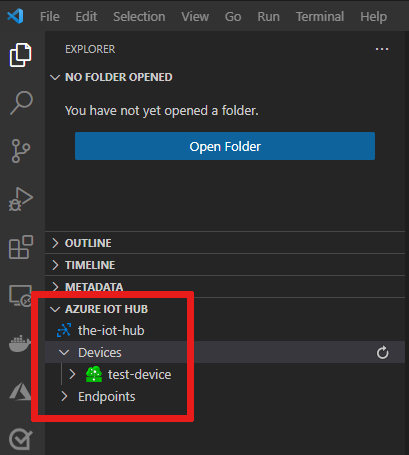 File Edit Selection View Go Run Terminal Help
EXPLORER
NO FOLDER OPENED
You have not yet opened a folder.
Open Folder
OUTLINE
TIMELINE
METADATA
AZURE IOT HUB
the-iot-hub
Devices
test-device
Endpoints